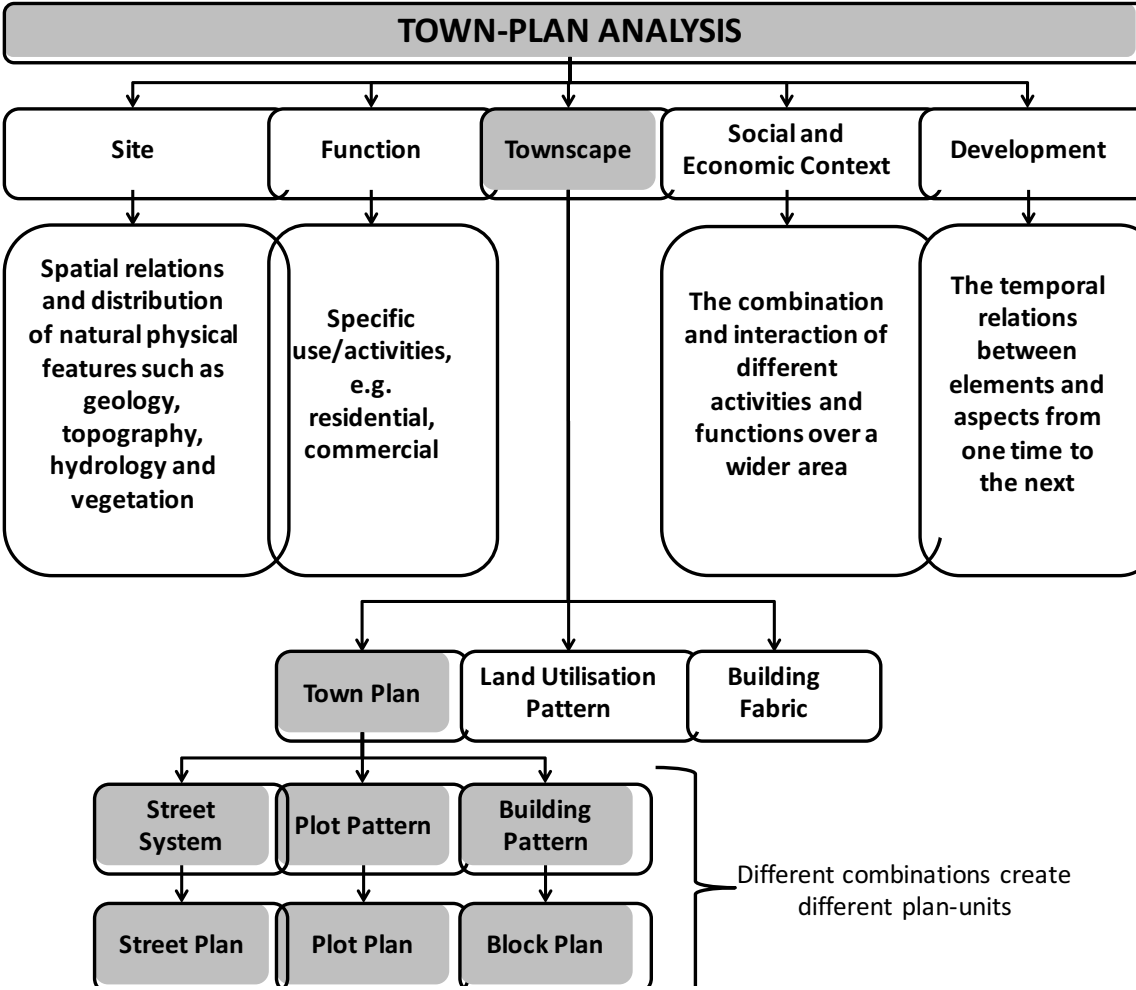 TOWN-PLAN ANALYSIS
Site
Function
Townscape
Social and
Economic Context
Development
Spatial relations
and distribution
of natural physical
features such as
geology,
topography,
hydrology and
vegetation
Specific
use/activities,
e.g.
residential,
commercial
The combination
and interaction of
different
activities and
functions over a
wider area
The temporal
relations
between
elements and
aspects from
one time to
the next
Town Plan
Land Utilisation
Pattern
Building
Fabric
Street
System
Plot Pattern
Building
Pattern
Street Plan
Plot Plan
Block Plan
Different combinations create
different plan-units